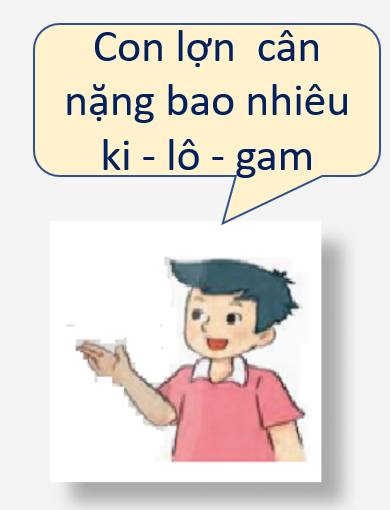 Con lợn cân
nặng bao nhiêu
ki - lô - gam